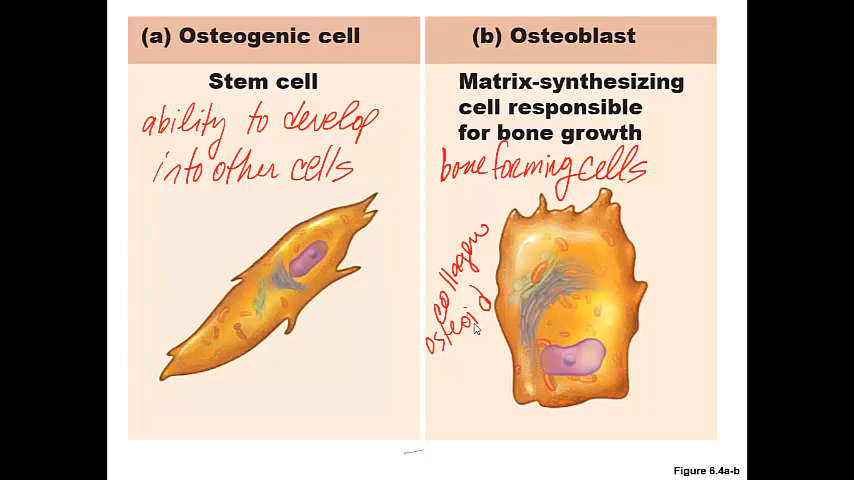 (a) Osteogenic cell
Stem cell
ability to develop
into other cells
(b) Osteoblast
Matrix-synthesizing
cell responsible
for bone growth
bone forming cells
collagen
osteoid
Figure 6.4a-b